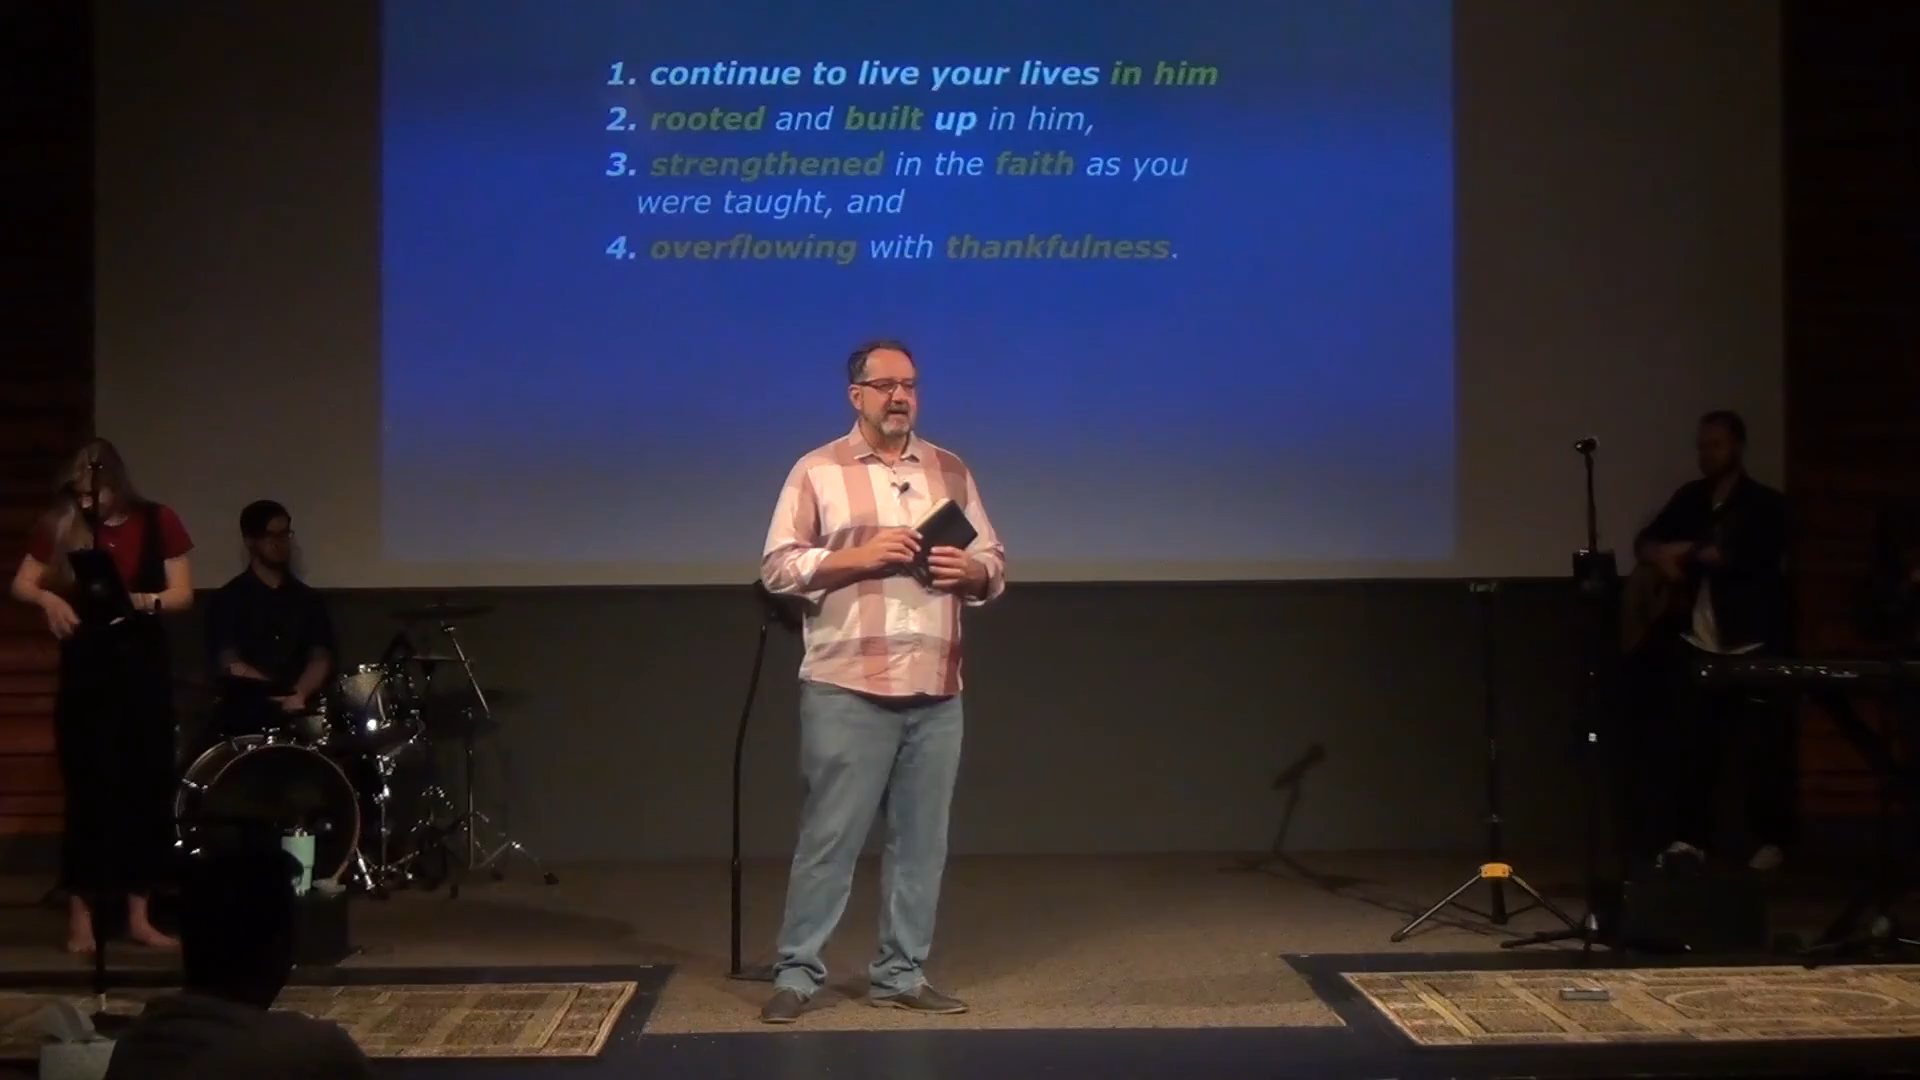 1. continue to live your lives in him
2. rooted and built up in him,
3. strengthened in the faith as you
were taught, and
4. overflowing with thankfulness.